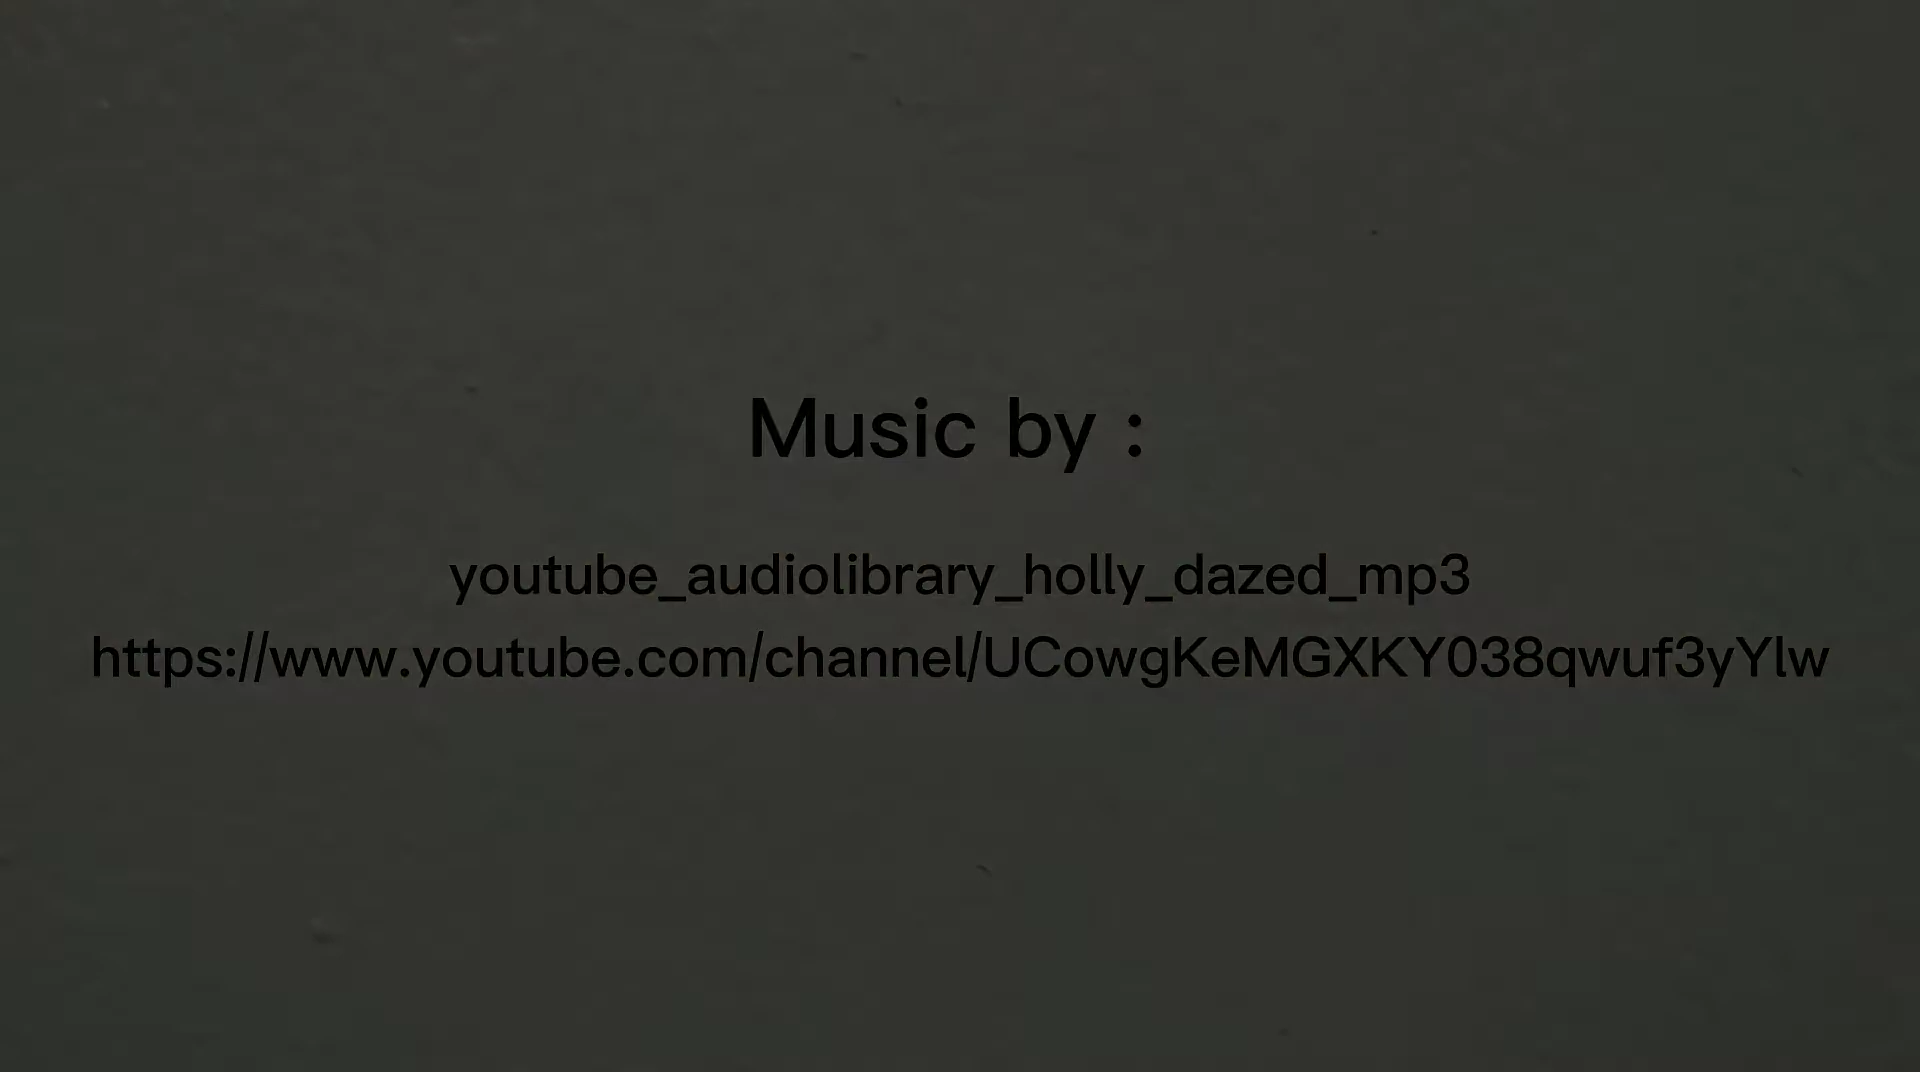 Music by :
youtube_audiolibrary_holly_dazed_mp3
https://www.youtube.com/channel/UCowgKeMGXKY038qwuf3yYlw